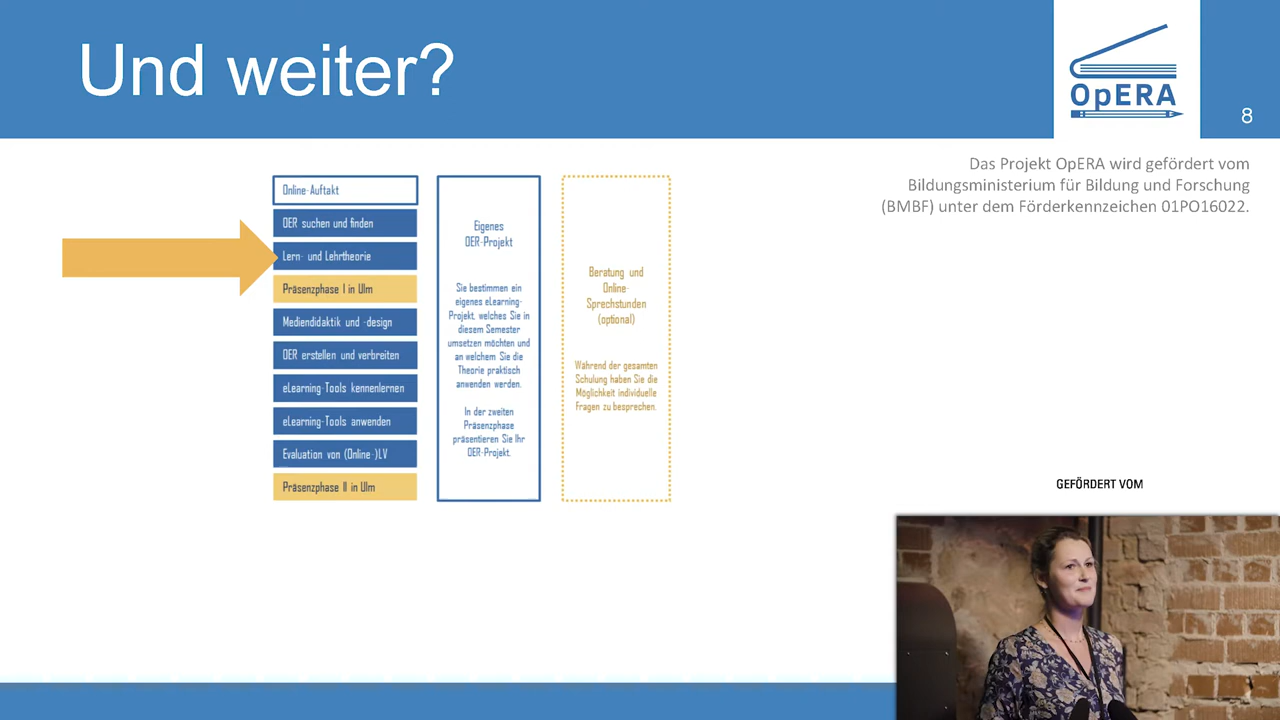 Und weiter?
OpERA
8
Das Projekt OpERA wird gefördert vom
Bildungsministerium für Bildung und Forschung
(BMBF) unter dem Förderkennzeichen 01PO16022.
Online-Auftakt
OER suchen und finden
Lern- und Lehrtheorie
Präsenzphase I in Ulm
Mediendidaktik und -design
OER erstellen und verbreiten
eLearning-Tools kennenlernen
eLearning-Tools anwenden
Evaluation von (Online-)LV
Präsenzphase II in Ulm
Eigenes
OER-Projekt
Sie bestimmen ein
eigenes eLearning-
Projekt, welches Sie in
diesem Semester
umsetzen möchten und
an welchem Sie die
Theorie praktisch
anwenden werden.
In der zweiten
Präsenzphase
präsentieren Sie Ihr
OER-Projekt.
Beratung und
Online-
Sprechstunden
(optional)
Während der gesamten
Schulung haben Sie die
Möglichkeit individuelle
Fragen zu besprechen.
GEFÖRDERT VOM